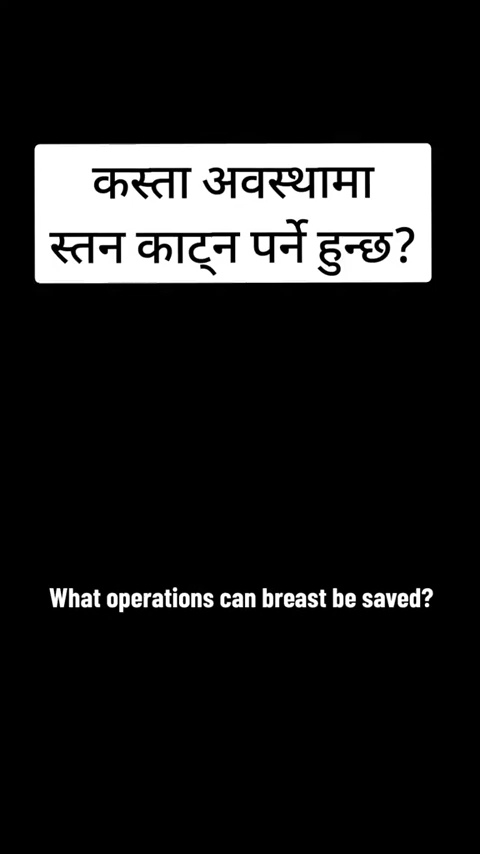 कस्ता अवस्थामा
स्तन काट्न पर्ने हुन्छ?
What operations can breast be saved?